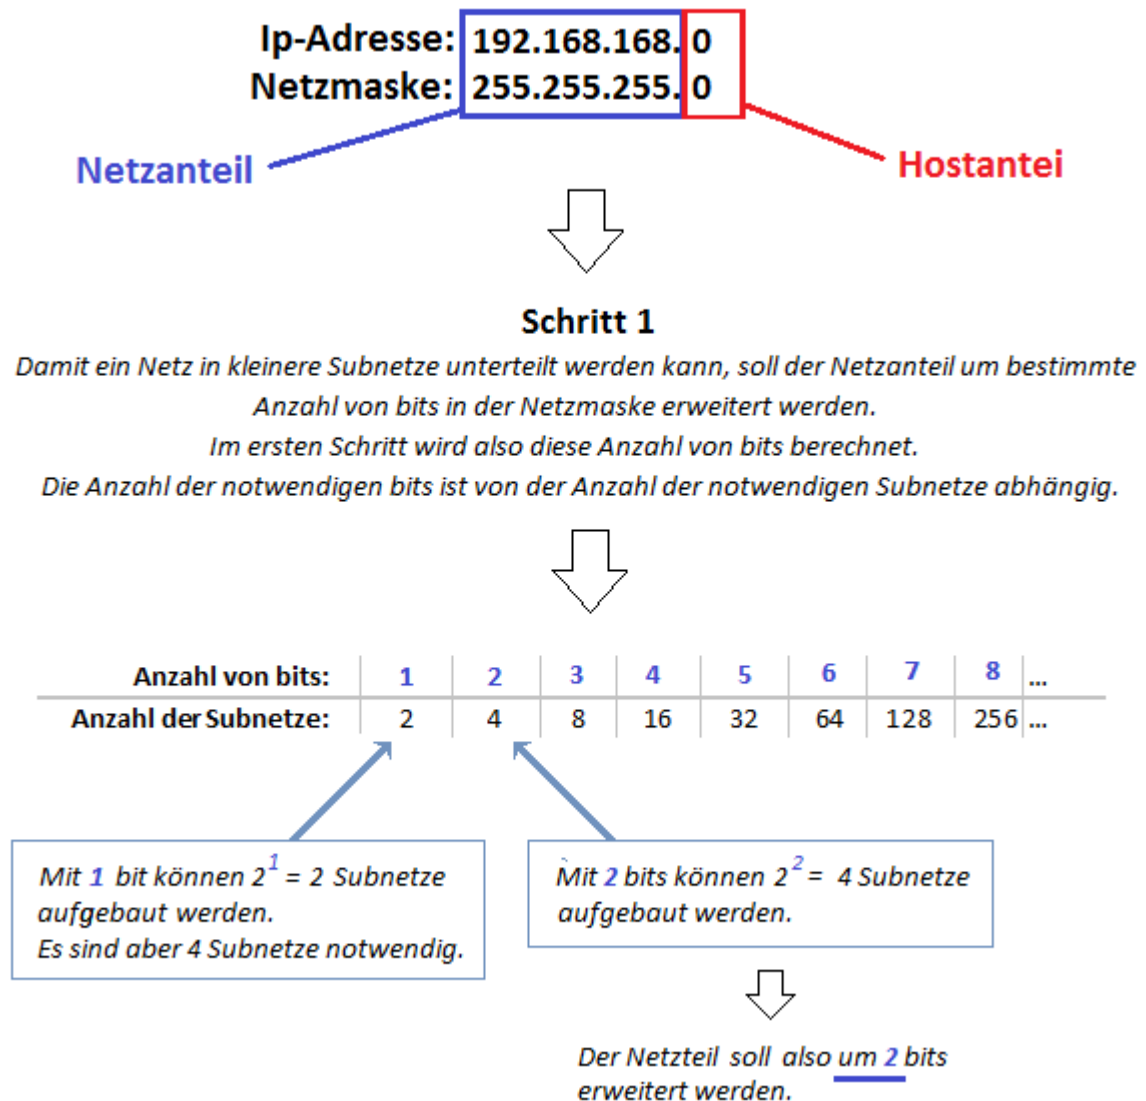 Ip-Adresse: 192.168.168. 0
Netzmaske: 255.255.255. 0
Netzanteil
Hostantei
Schritt 1
Damit ein Netz in kleinere Subnetze unterteilt werden kann, soll der Netzanteil um bestimmte
Anzahl von bits in der Netzmaske erweitert werden.
Im ersten Schritt wird also diese Anzahl von bits berechnet.
Die Anzahl der notwendigen bits ist von der Anzahl der notwendigen Subnetze abhängig.
Anzahl von bits: 1 2 3 4 5 6 7 8 ...
Anzahl der Subnetze: 2 4 8 16 32 64 128 256 ...
Mit 1 bit können 2^1 = 2 Subnetze
aufgebaut werden.
Es sind aber 4 Subnetze notwendig.
Mit 2 bits können 2^2 = 4 Subnetze
aufgebaut werden.
Der Netzteil soll also um 2 bits
erweitert werden.